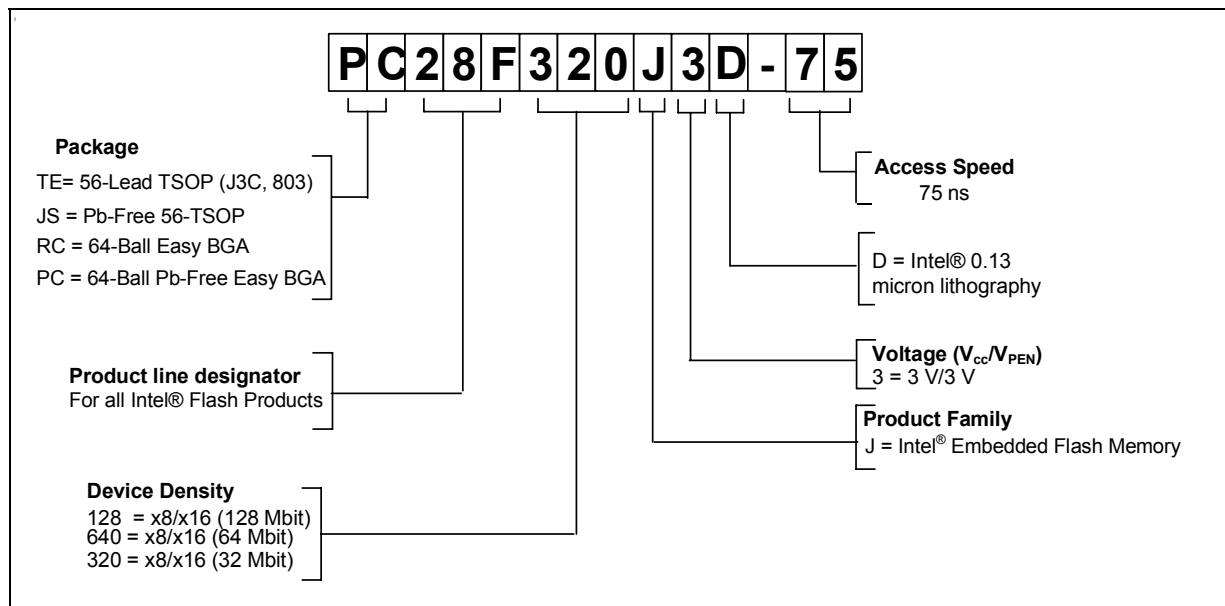 PC28F320J3D-75
Package
TE= 56-Lead TSOP (J3C, 803)
JS = Pb-Free 56-TSOP
RC = 64-Ball Easy BGA
PC = 64-Ball Pb-Free Easy BGA
Product line designator
For all Intel® Flash Products
Device Density
128 = x8/x16 (128 Mbit)
640 = x8/x16 (64 Mbit)
320 = x8/x16 (32 Mbit)
Access Speed
75 ns
D = Intel® 0.13
micron lithography
Voltage (Vcc/VPEN)
3 = 3 V/3 V
Product Family
J = Intel® Embedded Flash Memory